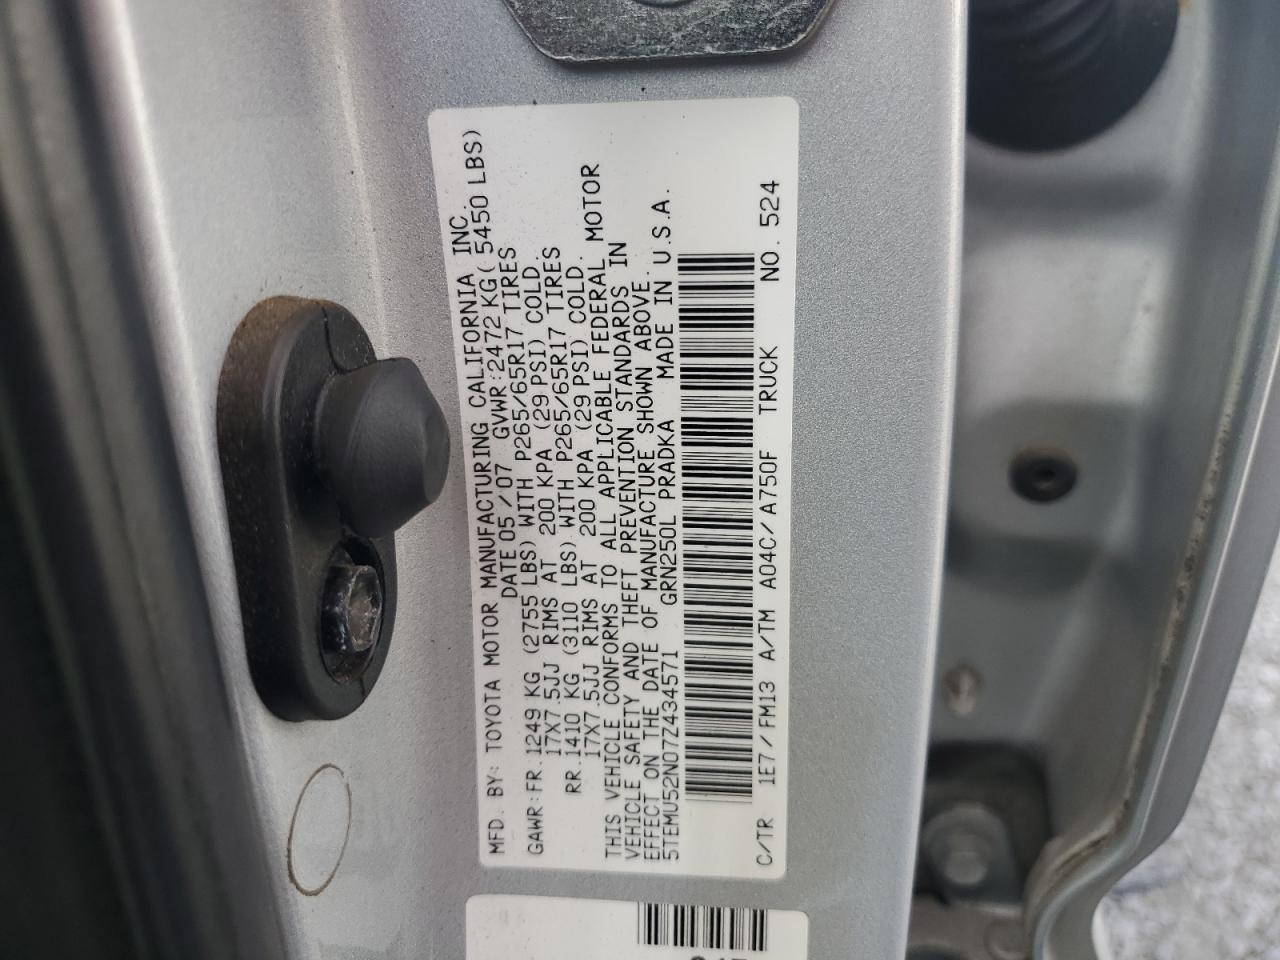 MFD. BY: TOYOTA MOTOR MANUFACTURING CALIFORNIA INC.
DATE 05/07 GVWR: 2472 KG( 5450 LBS)
GAWR: FR. 1249 KG (2755 LBS) WITH P265/65R17 TIRES
17X7.5JJ RIMS AT 200 KPA (29 PSI) COLD.
RR. 1410 KG (3110 LBS) WITH P265/65R17 TIRES
17X7.5JJ RIMS AT 200 KPA (29 PSI) COLD.
THIS VEHICLE CONFORMS TO ALL APPLICABLE FEDERAL MOTOR
VEHICLE SAFETY AND THEFT PREVENTION STANDARDS IN
EFFECT ON THE DATE OF MANUFACTURE SHOWN ABOVE.
5TEMU52N07Z434571 GRN250L PRADKA MADE IN U.S.A.
C/TR 1E7/FM13 A/TM A04C/A750F TRUCK NO. 524